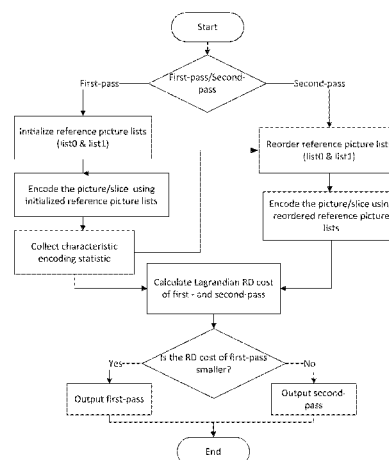 Start
First-pass/Second-
pass
First-pass
Second-pass
Initialize reference picture lists
(list0 & list1)
Reorder reference picture list
(list0 & list1)
Encode the picture/slice using
initialized reference picture lists
Encode the picture/slice using
reordered reference picture
lists
Collect characteristic
encoding statistic
Calculate Lagrandian RD cost
of first - and second-pass
Is the RD cost of first-pass
smaller?
Yes
No
Output first-pass
Output second-
pass
End